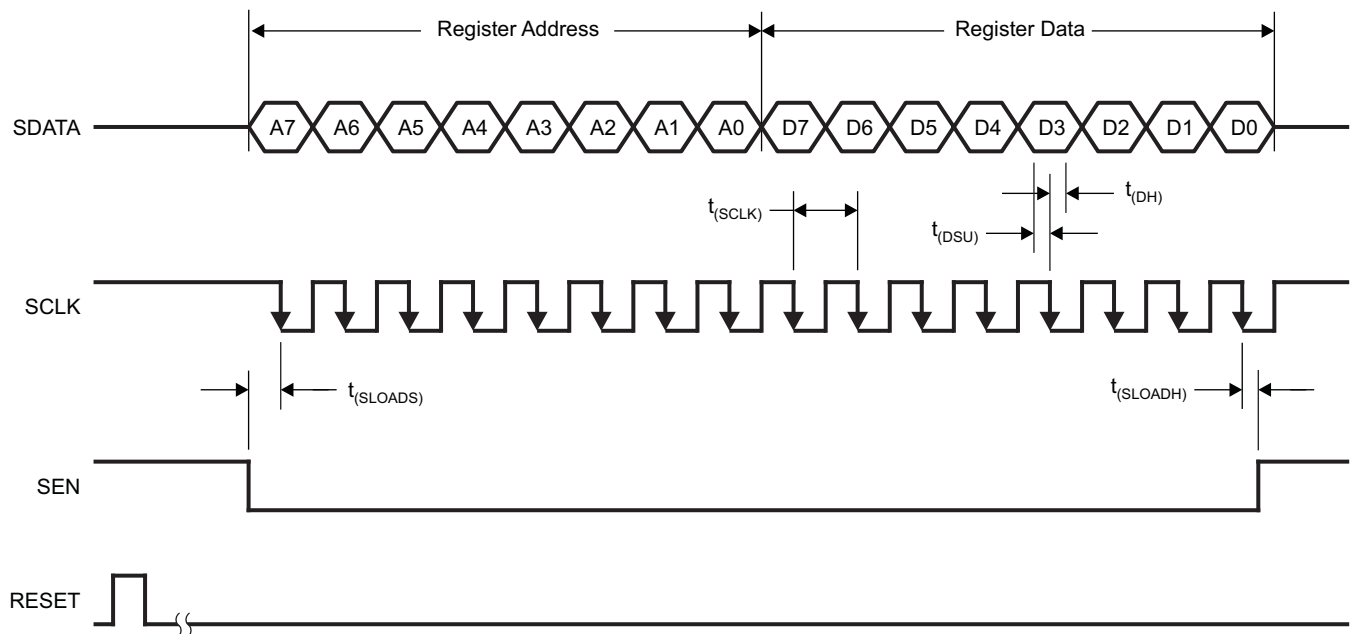 Register Address
Register Data
SDATA
A7 A6 A5 A4 A3 A2 A1 A0 D7 D6 D5 D4 D3 D2 D1 D0
t(SCLK)
t(DH)
t(DSU)
SCLK
t(SLOADS)
t(SLOADH)
SEN
RESET